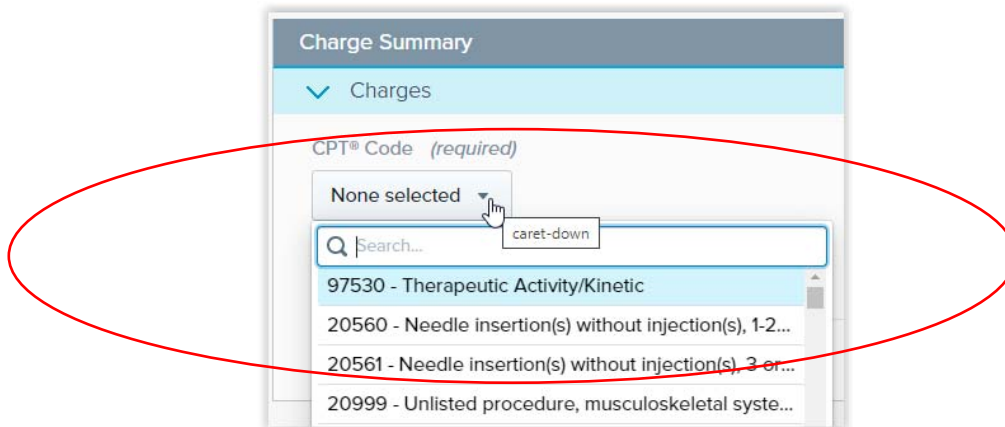 Charge Summary
Charges
CPT® Code (required)
None selected
caret-down
Search...
97530 - Therapeutic Activity/Kinetic
20560 - Needle insertion(s) without injection(s), 1-2...
20561 - Needle insertion(s) without injection(s), 3 or...
20999 - Unlisted procedure, musculoskeletal syste...